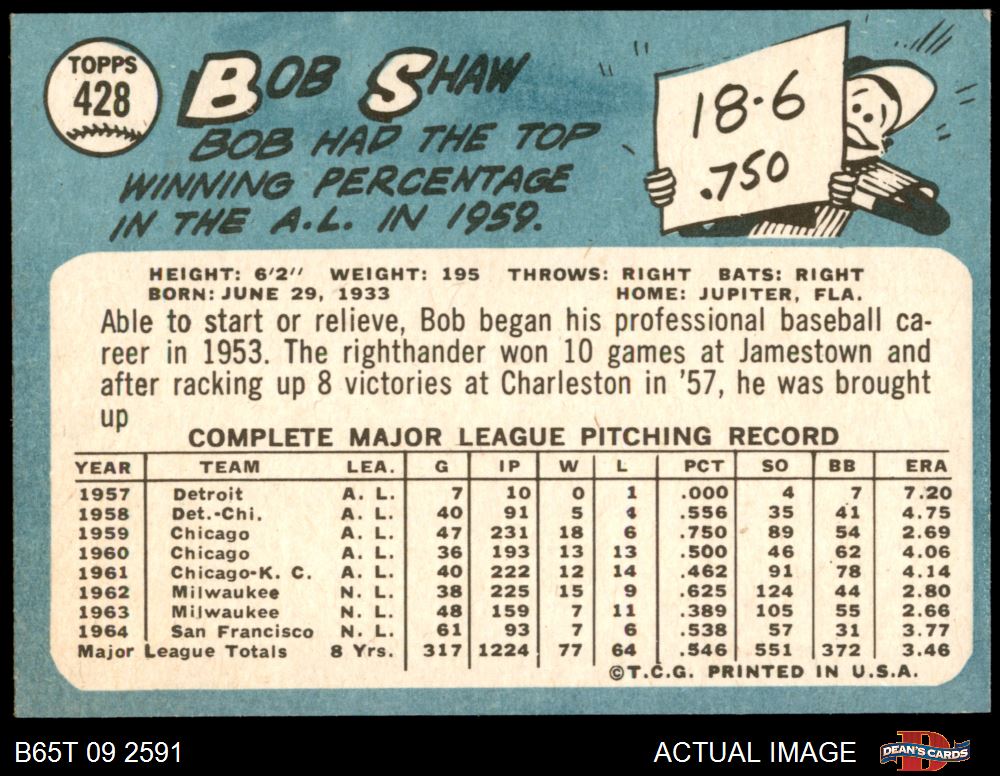 TOPPS
428
BOB SHAW
BOB HAD THE TOP
WINNING PERCENTAGE
IN THE A.L. IN 1959.
18-6
.750
HEIGHT: 6'2" WEIGHT: 195 THROWS: RIGHT BATS: RIGHT
BORN: JUNE 29, 1933 HOME: JUPITER, FLA.
Able to start or relieve, Bob began his professional baseball ca-
reer in 1953. The righthander won 10 games at Jamestown and
after racking up 8 victories at Charleston in '57, he was brought
up
COMPLETE MAJOR LEAGUE PITCHING RECORD
YEAR TEAM LEA. G IP W L PCT SO BB ERA
1957 Detroit A. L. 7 10 0 1 .000 4 7 7.20
1958 Det.-Chi. A. L. 40 91 5 4 .556 35 41 4.75
1959 Chicago A. L. 47 231 18 6 .750 89 54 2.69
1960 Chicago A. L. 36 193 13 13 .500 46 62 4.06
1961 Chicago-K. C. A. L. 40 222 12 14 .462 91 78 4.14
1962 Milwaukee N. L. 38 225 15 9 .625 124 44 2.80
1963 Milwaukee N. L. 48 159 7 11 .389 105 55 2.66
1964 San Francisco N. L. 61 93 7 6 .538 57 31 3.77
Major League Totals 8 Yrs. 317 1224 77 64 .546 551 372 3.46
©T.C.G. PRINTED IN U.S.A.
B65T 09 2591 ACTUAL IMAGE DEAN'S CARDS